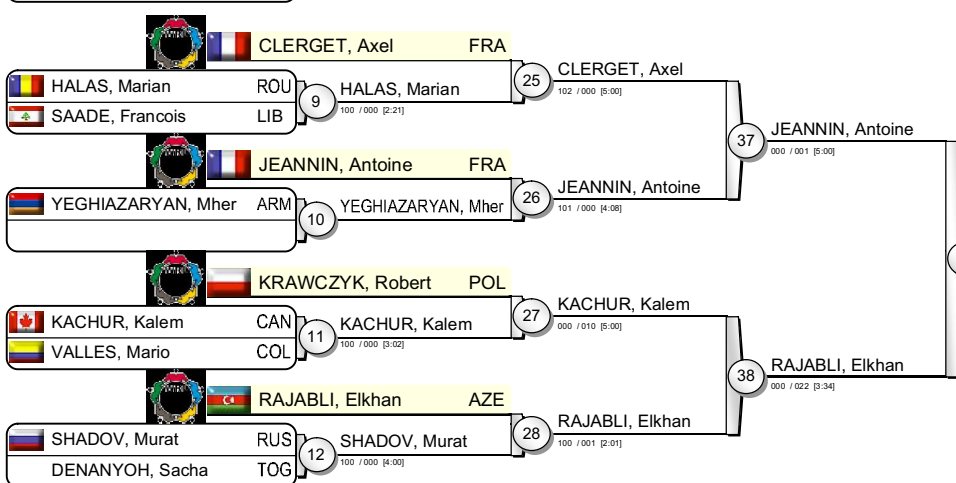 CLERGET, Axel FRA
HALAS, Marian ROU
SAADE, Francois LIB
9
HALAS, Marian
100 / 000 [2:21]
25
CLERGET, Axel
102 / 000 [5:00]
JEANNIN, Antoine FRA
YEGHIAZARYAN, Mher ARM
10
YEGHIAZARYAN, Mher
26
JEANNIN, Antoine
101 / 000 [4:08]
37
JEANNIN, Antoine
000 / 001 [5:00]
KRAWCZYK, Robert POL
KACHUR, Kalem CAN
VALLES, Mario COL
11
KACHUR, Kalem
100 / 000 [3:02]
27
KACHUR, Kalem
000 / 010 [5:00]
RAJABLI, Elkhan AZE
SHADOV, Murat RUS
DENANYOH, Sacha TOG
12
SHADOV, Murat
100 / 000 [4:00]
28
RAJABLI, Elkhan
100 / 001 [2:01]
38
RAJABLI, Elkhan
000 / 022 [3:34]